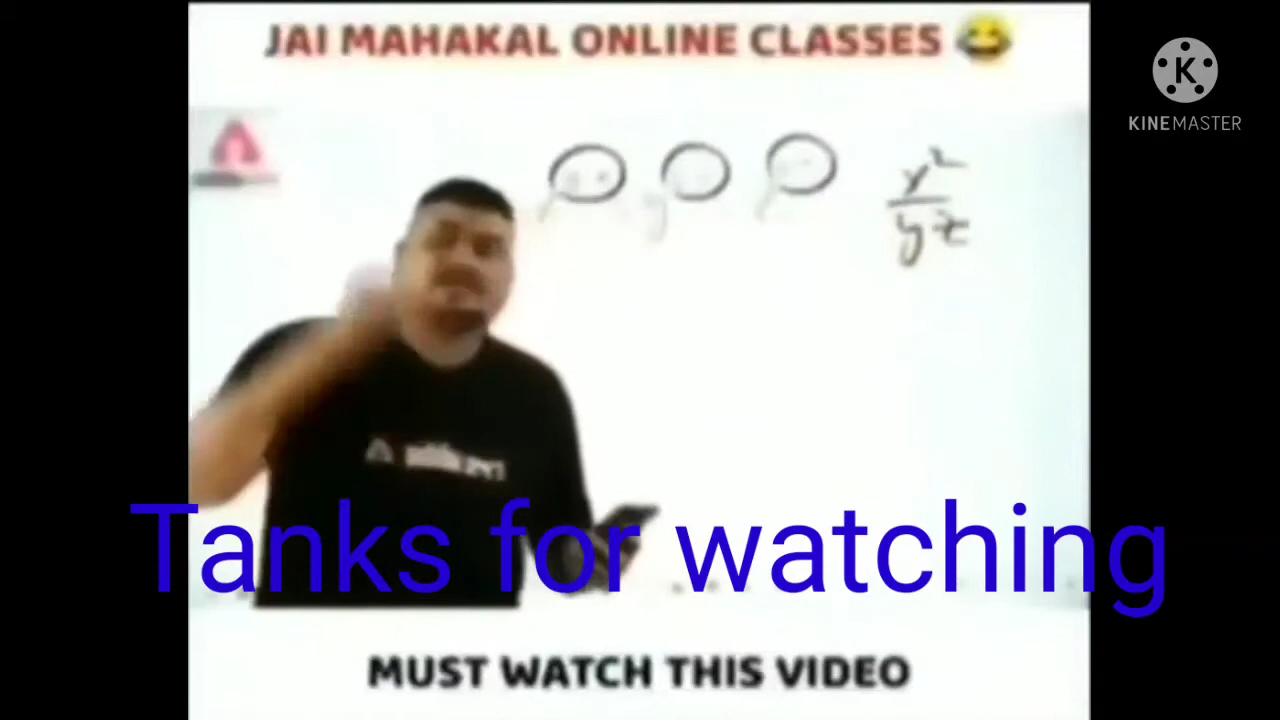 JAI MAHAKAL ONLINE CLASSES 😂
K
KINEMASTER
Tanks for watching
MUST WATCH THIS VIDEO